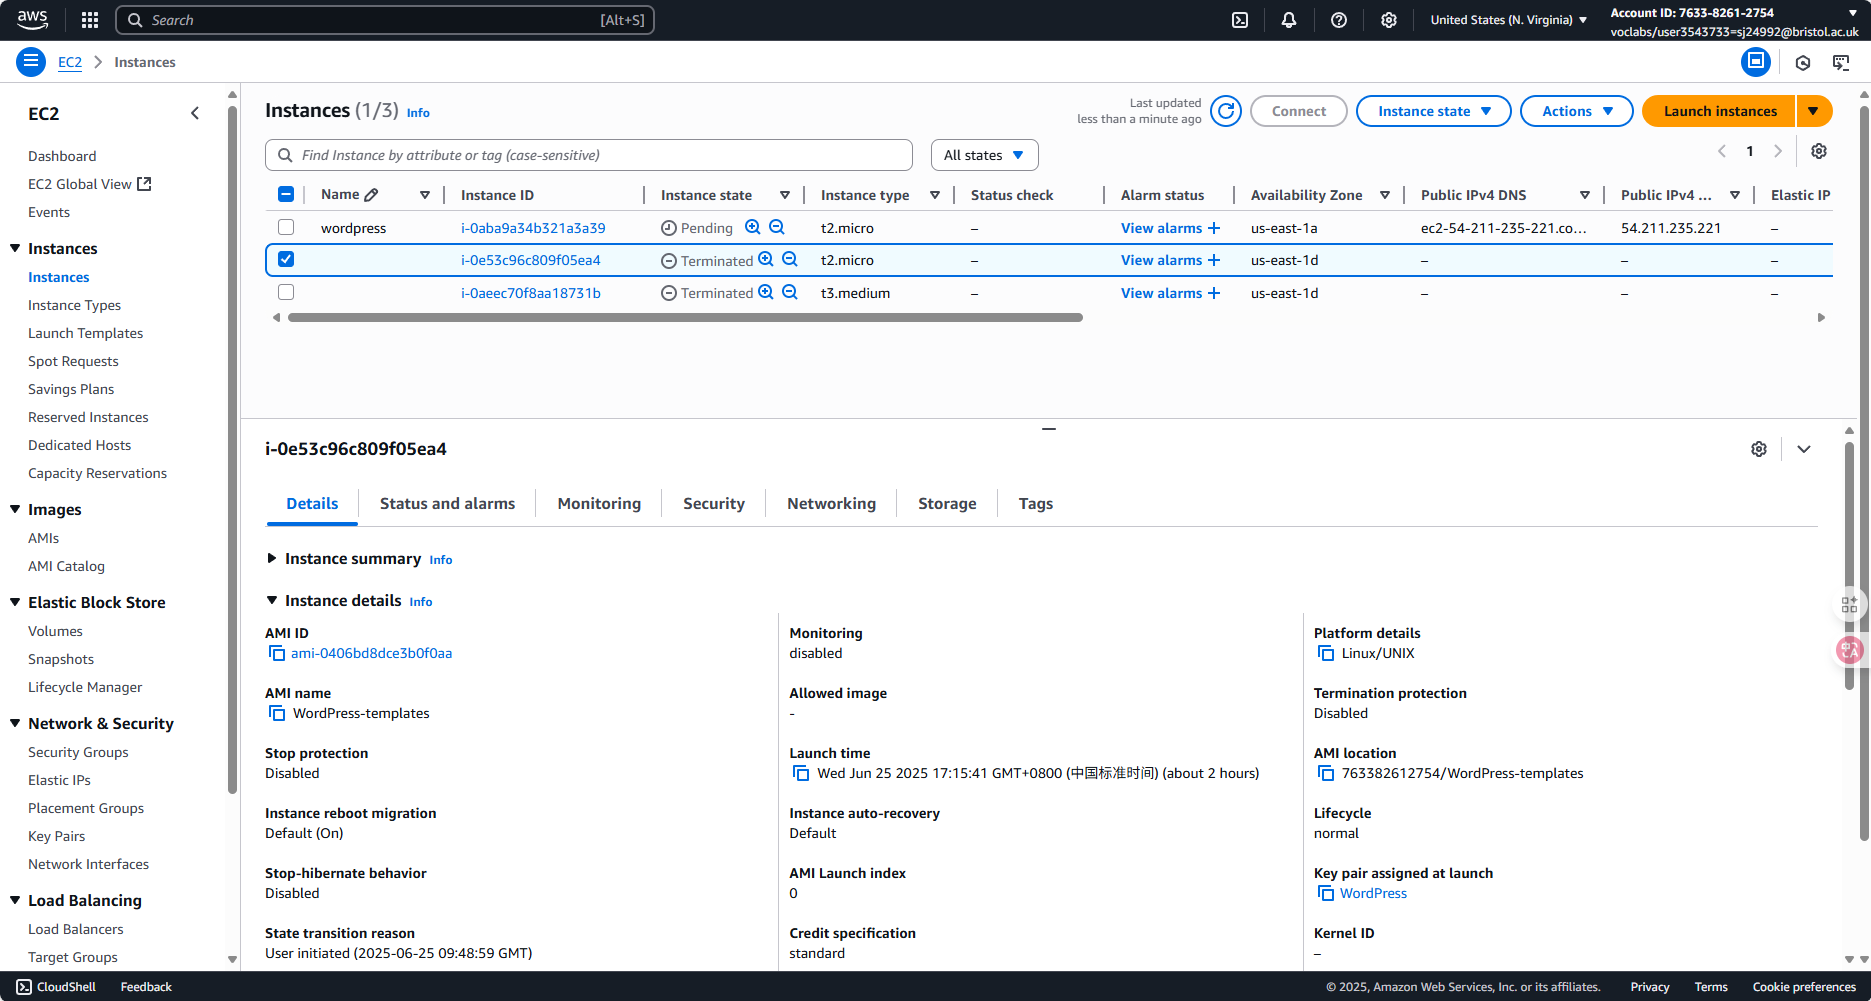 aws
Search [Alt+S]
United States (N. Virginia)
Account ID: 7633-8261-2754
voclabs/user3543733=sj24992@bristol.ac.uk
EC2 Instances
EC2
Dashboard
EC2 Global View
Events
Instances
Instances
Instance Types
Launch Templates
Spot Requests
Savings Plans
Reserved Instances
Dedicated Hosts
Capacity Reservations
Images
AMIs
AMI Catalog
Elastic Block Store
Volumes
Snapshots
Lifecycle Manager
Network & Security
Security Groups
Elastic IPs
Placement Groups
Key Pairs
Network Interfaces
Load Balancing
Load Balancers
Target Groups
Instances (1/3) Info
Last updated
less than a minute ago
Connect
Instance state
Actions
Launch instances
Find Instance by attribute or tag (case-sensitive)
All states
1
Name Instance ID Instance state Instance type Status check Alarm status Availability Zone Public IPv4 DNS Public IPv4 ... Elastic IP
wordpress i-0aba9a34b321a3a39 Pending t2.micro – View alarms + us-east-1a ec2-54-211-235-221.co... 54.211.235.221 –
i-0e53c96c809f05ea4 Terminated t2.micro – View alarms + us-east-1d – – –
i-0aeec70f8aa18731b Terminated t3.medium – View alarms + us-east-1d – – –
i-0e53c96c809f05ea4
Details Status and alarms Monitoring Security Networking Storage Tags
Instance summary Info
Instance details Info
AMI ID
ami-0406bd8dce3b0f0aa
AMI name
WordPress-templates
Stop protection
Disabled
Instance reboot migration
Default (On)
Stop-hibernate behavior
Disabled
State transition reason
User initiated (2025-06-25 09:48:59 GMT)
Monitoring
disabled
Allowed image
-
Launch time
Wed Jun 25 2025 17:15:41 GMT+0800 (中国标准时间) (about 2 hours)
Instance auto-recovery
Default
AMI Launch index
0
Credit specification
standard
Platform details
Linux/UNIX
Termination protection
Disabled
AMI location
763382612754/WordPress-templates
Lifecycle
normal
Key pair assigned at launch
WordPress
Kernel ID
–
CloudShell Feedback
© 2025, Amazon Web Services, Inc. or its affiliates. Privacy Terms Cookie preferences